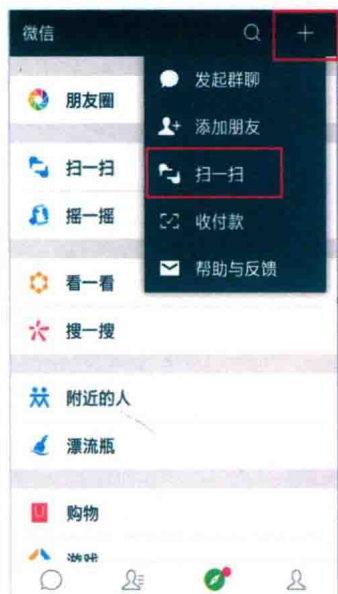 微信
发起群聊
添加朋友
扫一扫
收付款
帮助与反馈
朋友圈
扫一扫
摇一摇
看一看
搜一搜
附近的人
漂流瓶
购物
游戏